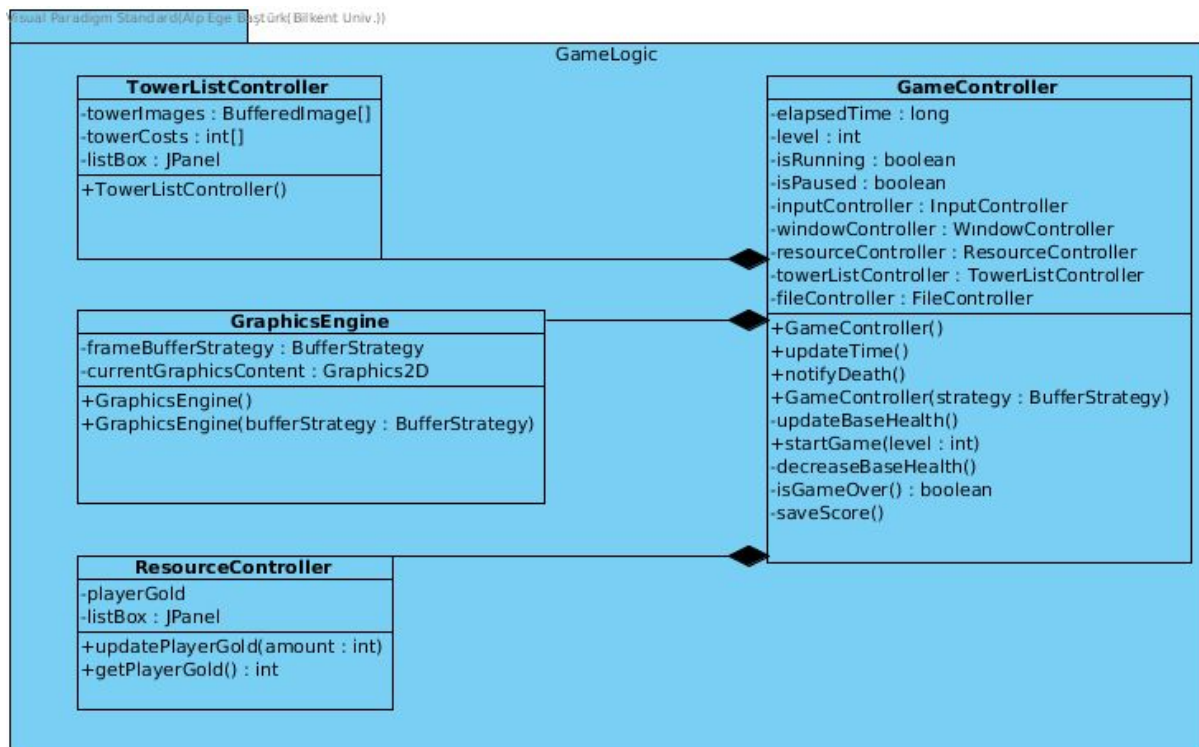 Visual Paradigm Standard(Alp Ege Baştürk(Bilkent Univ.))
GameLogic
TowerListController
-towerImages : BufferedImage[]
-towerCosts : int[]
-listBox : JPanel
+TowerListController()
GraphicsEngine
-frameBufferStrategy : BufferStrategy
-currentGraphicsContent : Graphics2D
+GraphicsEngine()
+GraphicsEngine(bufferStrategy : BufferStrategy)
ResourceController
-playerGold
-listBox : JPanel
+updatePlayerGold(amount : int)
+getPlayerGold() : int
GameController
-elapsedTime : long
-level : int
-isRunning : boolean
-isPaused : boolean
-inputController : InputController
-windowController : WındowController
-resourceController : ResourceController
-towerListController : TowerListController
-fileController : FileController
+GameController()
+updateTime()
+notifyDeath()
+GameController(strategy : BufferStrategy)
-updateBaseHealth()
+startGame(level : int)
-decreaseBaseHealth()
-isGameOver() : boolean
-saveScore()